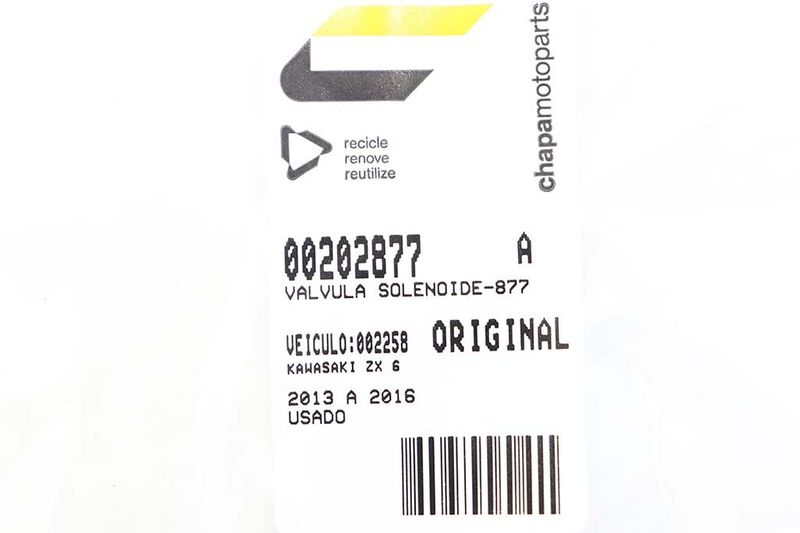 chapamotoparts
recicle
renove
reutilize
00202877 A
VALVULA SOLENOIDE-877
VEICULO:002258 ORIGINAL
KAWASAKI ZX 6
2013 A 2016
USADO